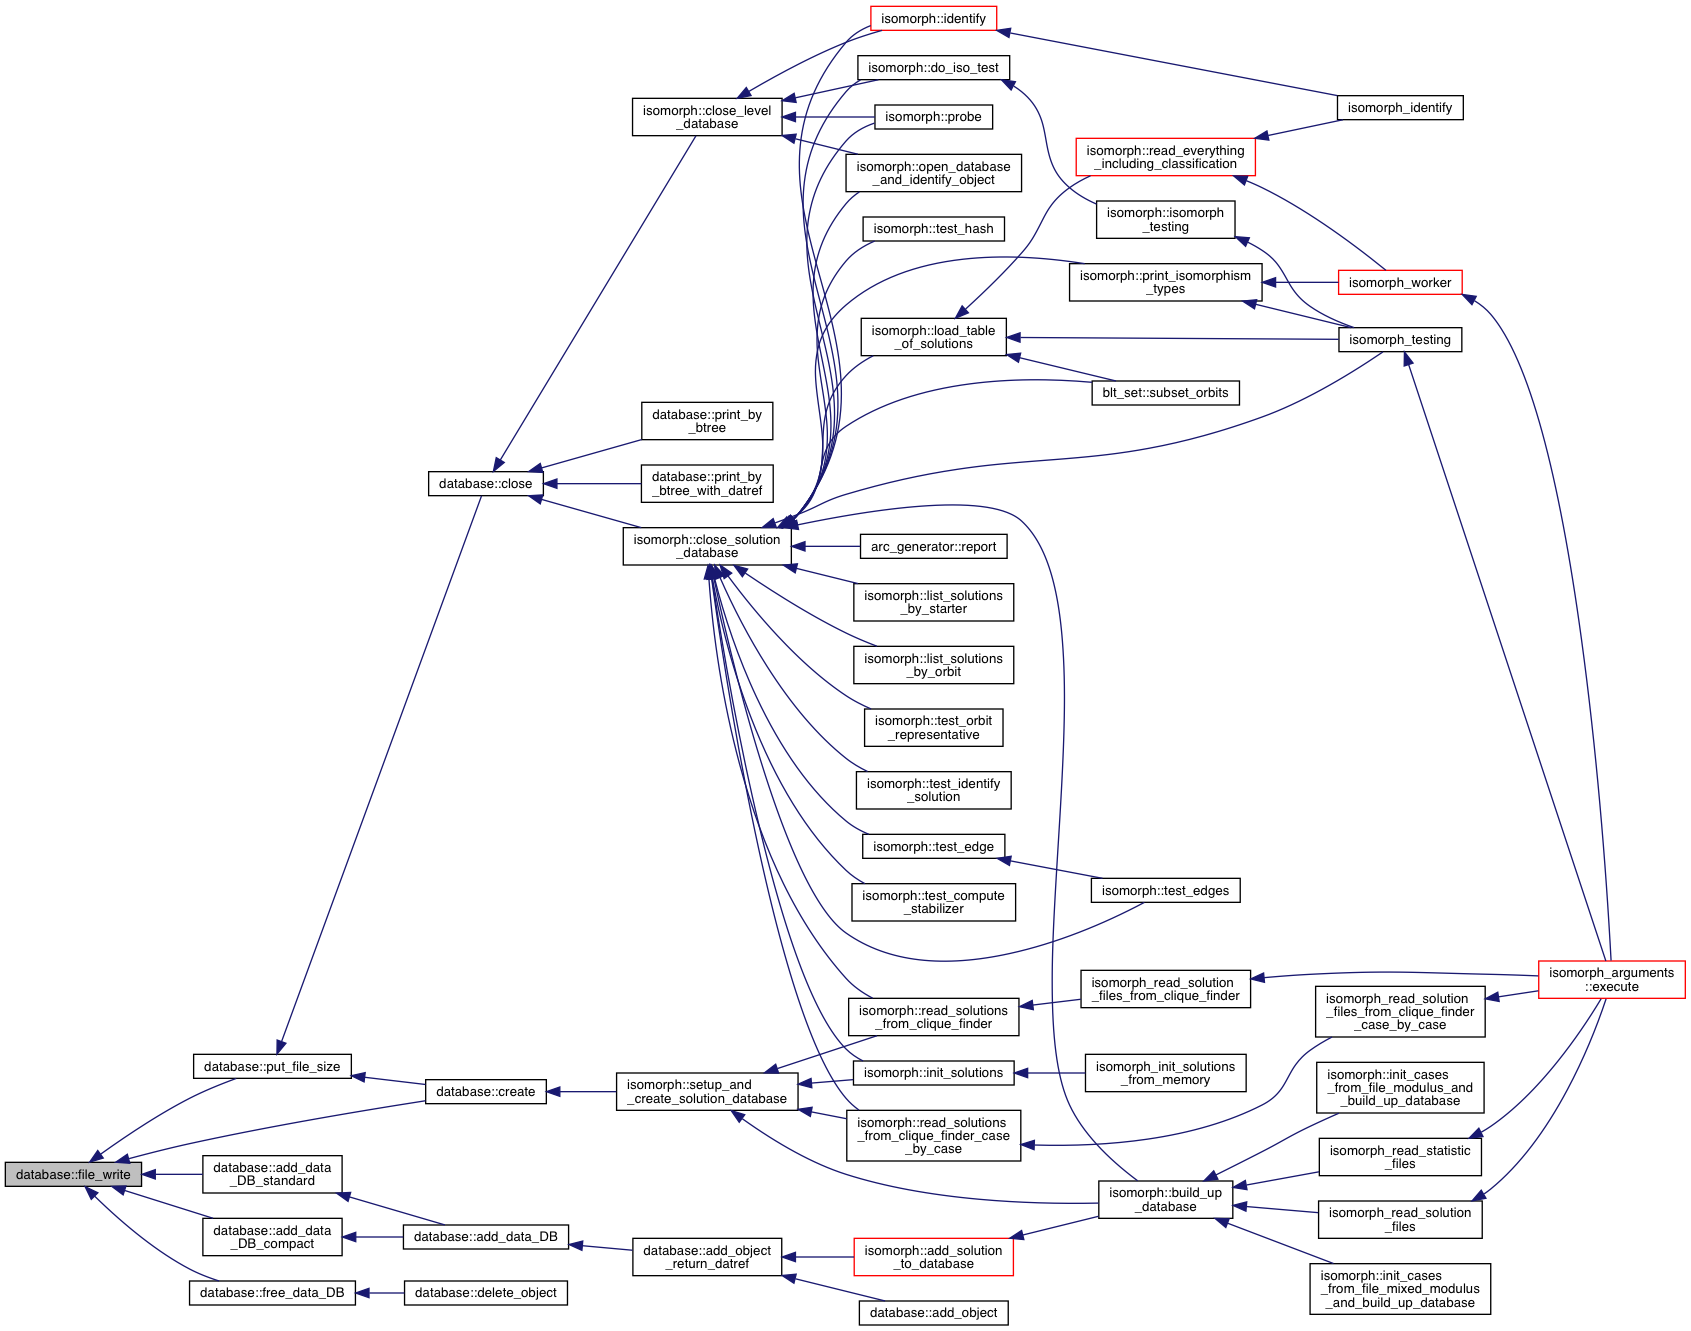 isomorph::identify
isomorph::do_iso_test
isomorph::close_level
_database
isomorph::probe
isomorph_identify
isomorph::read_everything
_including_classification
isomorph::open_database
_and_identify_object
isomorph::isomorph
_testing
isomorph::test_hash
isomorph::print_isomorphism
_types
isomorph_worker
isomorph::load_table
_of_solutions
isomorph_testing
blt_set::subset_orbits
database::print_by
_btree
database::close
database::print_by
_btree_with_datref
isomorph::close_solution
_database
arc_generator::report
isomorph::list_solutions
_by_starter
isomorph::list_solutions
_by_orbit
isomorph::test_orbit
_representative
isomorph::test_identify
_solution
isomorph::test_edge
isomorph::test_compute
_stabilizer
isomorph::test_edges
isomorph_arguments
::execute
isomorph_read_solution
_files_from_clique_finder
isomorph_read_solution
_files_from_clique_finder
_case_by_case
isomorph::read_solutions
_from_clique_finder
database::put_file_size
isomorph::init_solutions
isomorph_init_solutions
_from_memory
database::create
isomorph::setup_and
_create_solution_database
isomorph::init_cases
_from_file_modulus_and
_build_up_database
isomorph::read_solutions
_from_clique_finder_case
_by_case
isomorph_read_statistic
_files
database::file_write
database::add_data
_DB_standard
isomorph::build_up
_database
isomorph_read_solution
_files
database::add_data
_DB_compact
database::add_data_DB
database::add_object
_return_datref
isomorph::add_solution
_to_database
isomorph::init_cases
_from_file_mixed_modulus
_and_build_up_database
database::free_data_DB
database::delete_object
database::add_object